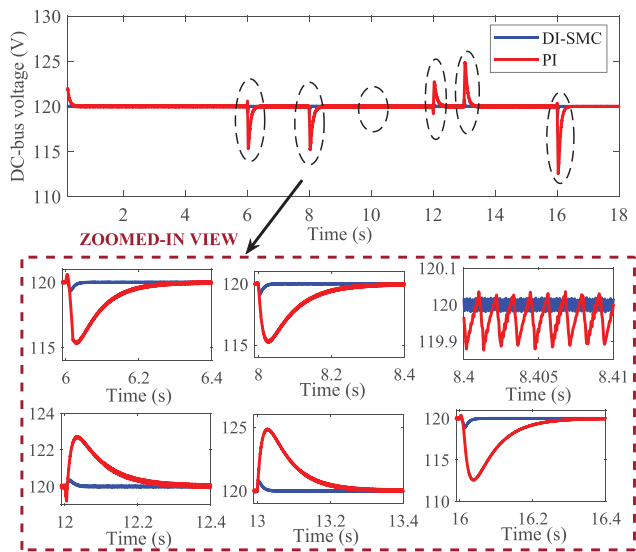 DC-bus voltage (V)
130
125
120
115
110
DI-SMC
PI
2 4 6 8 10 12 14 16 18
Time (s)
ZOOMED-IN VIEW
120
115
6 6.2 6.4
Time (s)
120
115
8 8.2 8.4
Time (s)
120.1
120
119.9
8.4 8.405 8.41
Time (s)
124
122
120
12 12.2 12.4
Time (s)
125
120
13 13.2 13.4
Time (s)
120
115
110
16 16.2 16.4
Time (s)